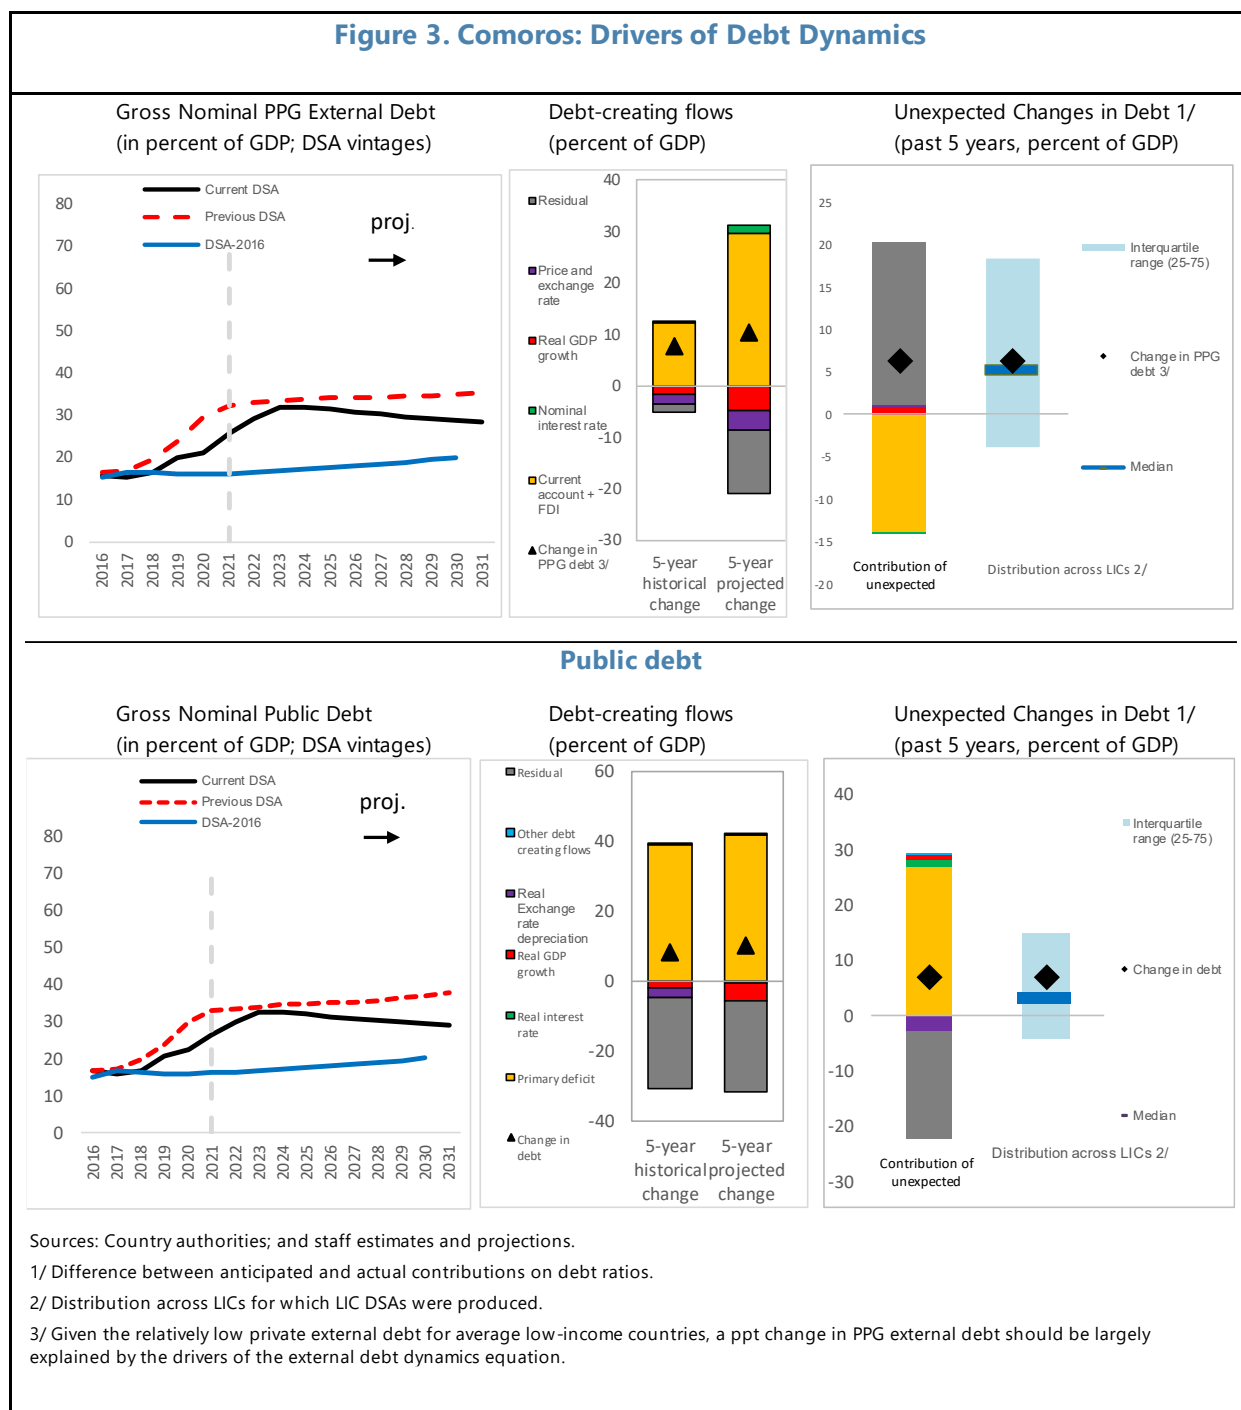 Figure 3. Comoros: Drivers of Debt Dynamics
Gross Nominal PPG External Debt
(in percent of GDP; DSA vintages)
Current DSA
Previous DSA
DSA-2016
proj.
80
70
60
50
40
30
20
10
0
2016
2017
2018
2019
2020
2021
2022
2023
2024
2025
2026
2027
2028
2029
2030
2031
Debt-creating flows
(percent of GDP)
Residual
Price and
exchange
rate
Real GDP
growth
Nominal
interest rate
Current
account +
FDI
Change in
PPG debt 3/
40
30
20
10
0
-10
-20
-30
5-year
historical
change
5-year
projected
change
Unexpected Changes in Debt 1/
(past 5 years, percent of GDP)
25
20
15
10
5
0
-5
-10
-15
-20
Interquartile
range (25-75)
Change in PPG
debt 3/
Median
Contribution of
unexpected
Distribution across LICs 2/
Public debt
Gross Nominal Public Debt
(in percent of GDP; DSA vintages)
Current DSA
Previous DSA
DSA-2016
proj.
80
70
60
50
40
30
20
10
0
2016
2017
2018
2019
2020
2021
2022
2023
2024
2025
2026
2027
2028
2029
2030
2031
Debt-creating flows
(percent of GDP)
Residual
Other debt
creating flows
Real
Exchange
rate
depreciation
Real GDP
growth
Real interest
rate
Primary deficit
Change in
debt
60
40
20
0
-20
-40
5-year
historical
change
5-year
projected
change
Unexpected Changes in Debt 1/
(past 5 years, percent of GDP)
40
30
20
10
0
-10
-20
-30
Interquartile
range (25-75)
Change in debt
Median
Contribution of
unexpected
Distribution across LICs 2/
Sources: Country authorities; and staff estimates and projections.
1/ Difference between anticipated and actual contributions on debt ratios.
2/ Distribution across LICs for which LIC DSAs were produced.
3/ Given the relatively low private external debt for average low-income countries, a ppt change in PPG external debt should be largely
explained by the drivers of the external debt dynamics equation.